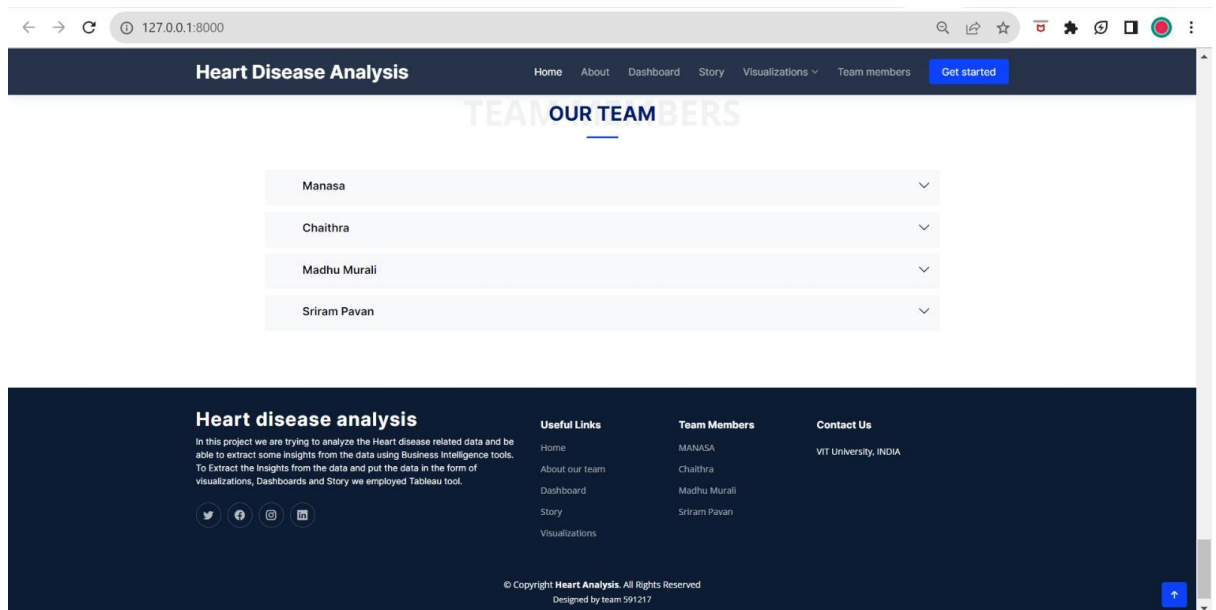 127.0.0.1:8000
Heart Disease Analysis
Home About Dashboard Story Visualizations Team members Get started
TEAM MEMBERS
OUR TEAM
Manasa
Chaithra
Madhu Murali
Sriram Pavan
Heart disease analysis
In this project we are trying to analyze the Heart disease related data and be
able to extract some insights from the data using Business Intelligence tools.
To Extract the Insights from the data and put the data in the form of
visualizations, Dashboards and Story we employed Tableau tool.
Useful Links
Home
About our team
Dashboard
Story
Visualizations
Team Members
MANASA
Chaithra
Madhu Murali
Sriram Pavan
Contact Us
VIT University, INDIA
© Copyright Heart Analysis. All Rights Reserved
Designed by team 591217